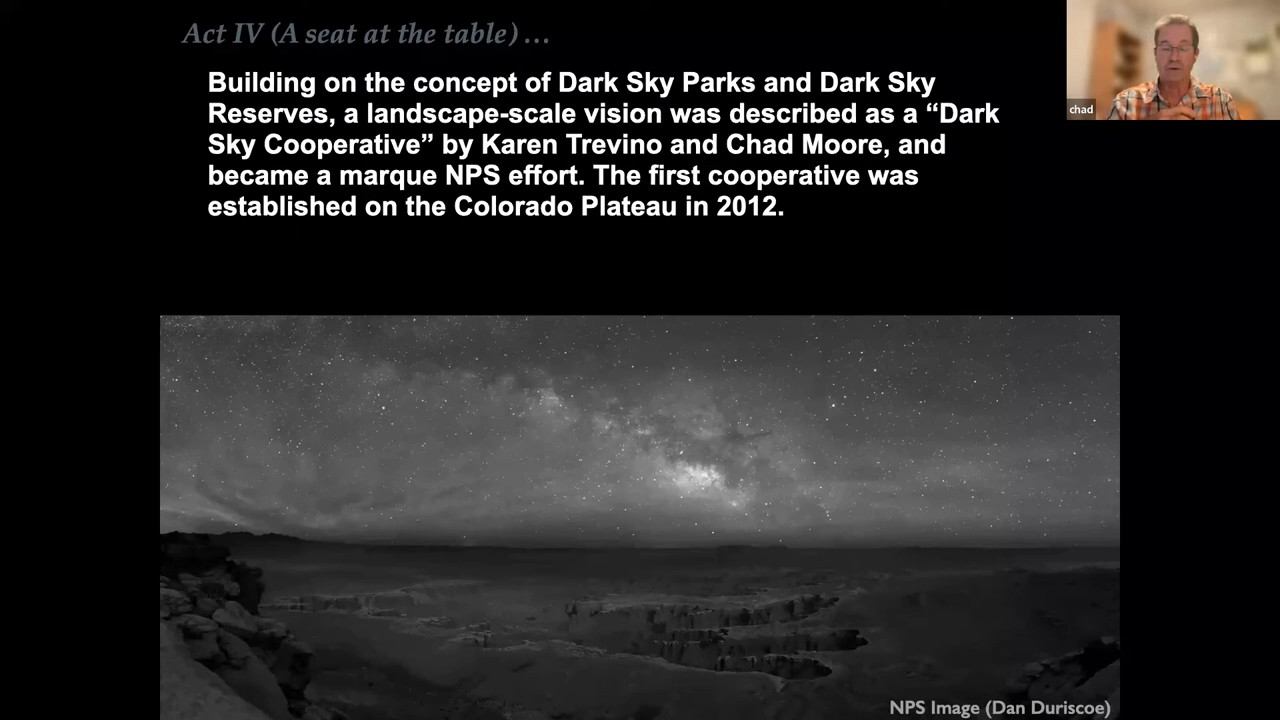 Act IV (A seat at the table) …
Building on the concept of Dark Sky Parks and Dark Sky
Reserves, a landscape-scale vision was described as a “Dark
Sky Cooperative” by Karen Trevino and Chad Moore, and
became a marque NPS effort. The first cooperative was
established on the Colorado Plateau in 2012.
chad
NPS Image (Dan Duriscoe)